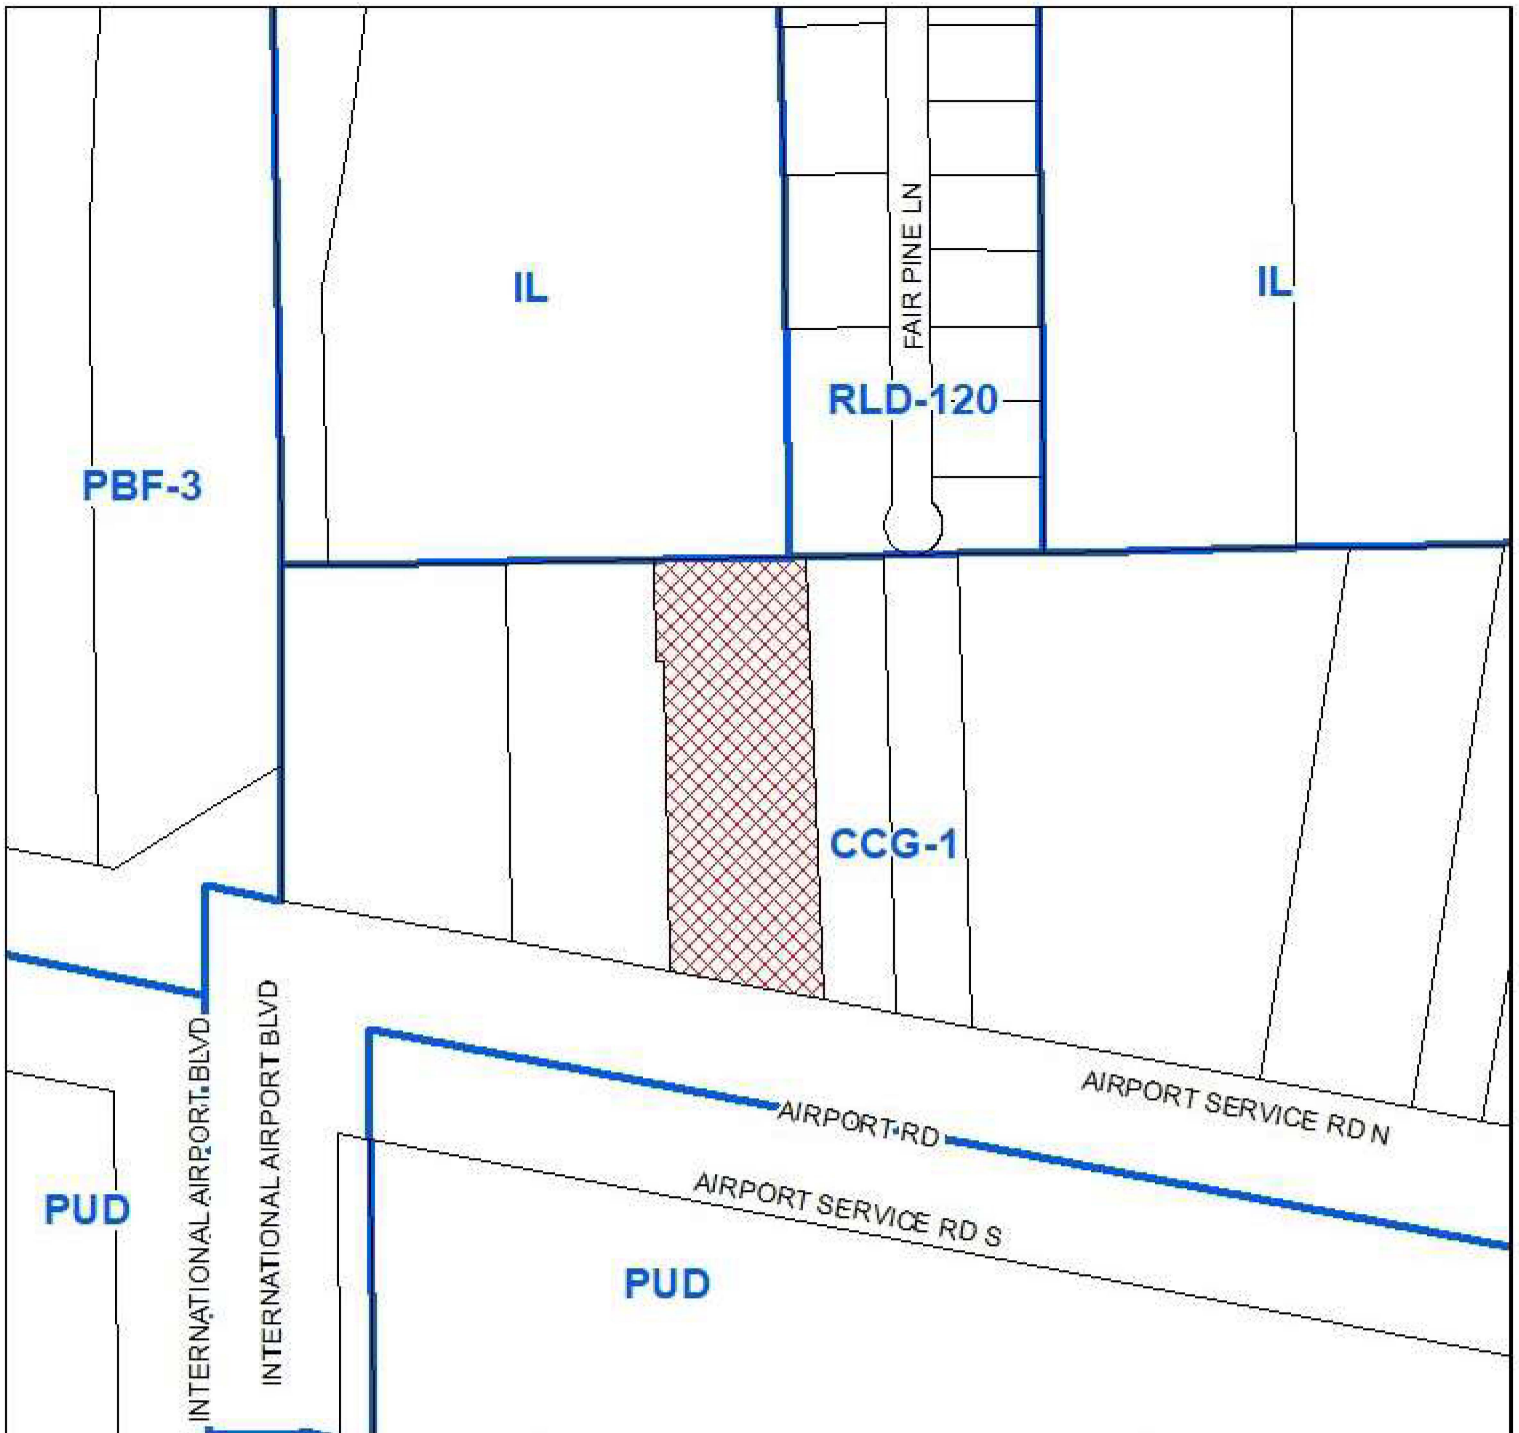 FAIR PINE LN
IL
IL
RLD-120
PBF-3
CCG-1
INTERNATIONAL AIRPORT BLVD
INTERNATIONAL AIRPORT BLVD
AIRPORT SERVICE RD N
AIRPORT RD
AIRPORT SERVICE RD S
PUD
PUD